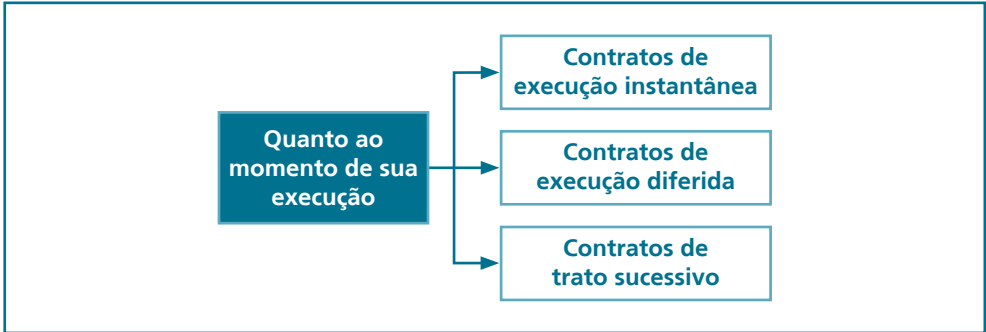 Quanto ao
momento de sua
execução
Contratos de
execução instantânea
Contratos de
execução diferida
Contratos de
trato sucessivo